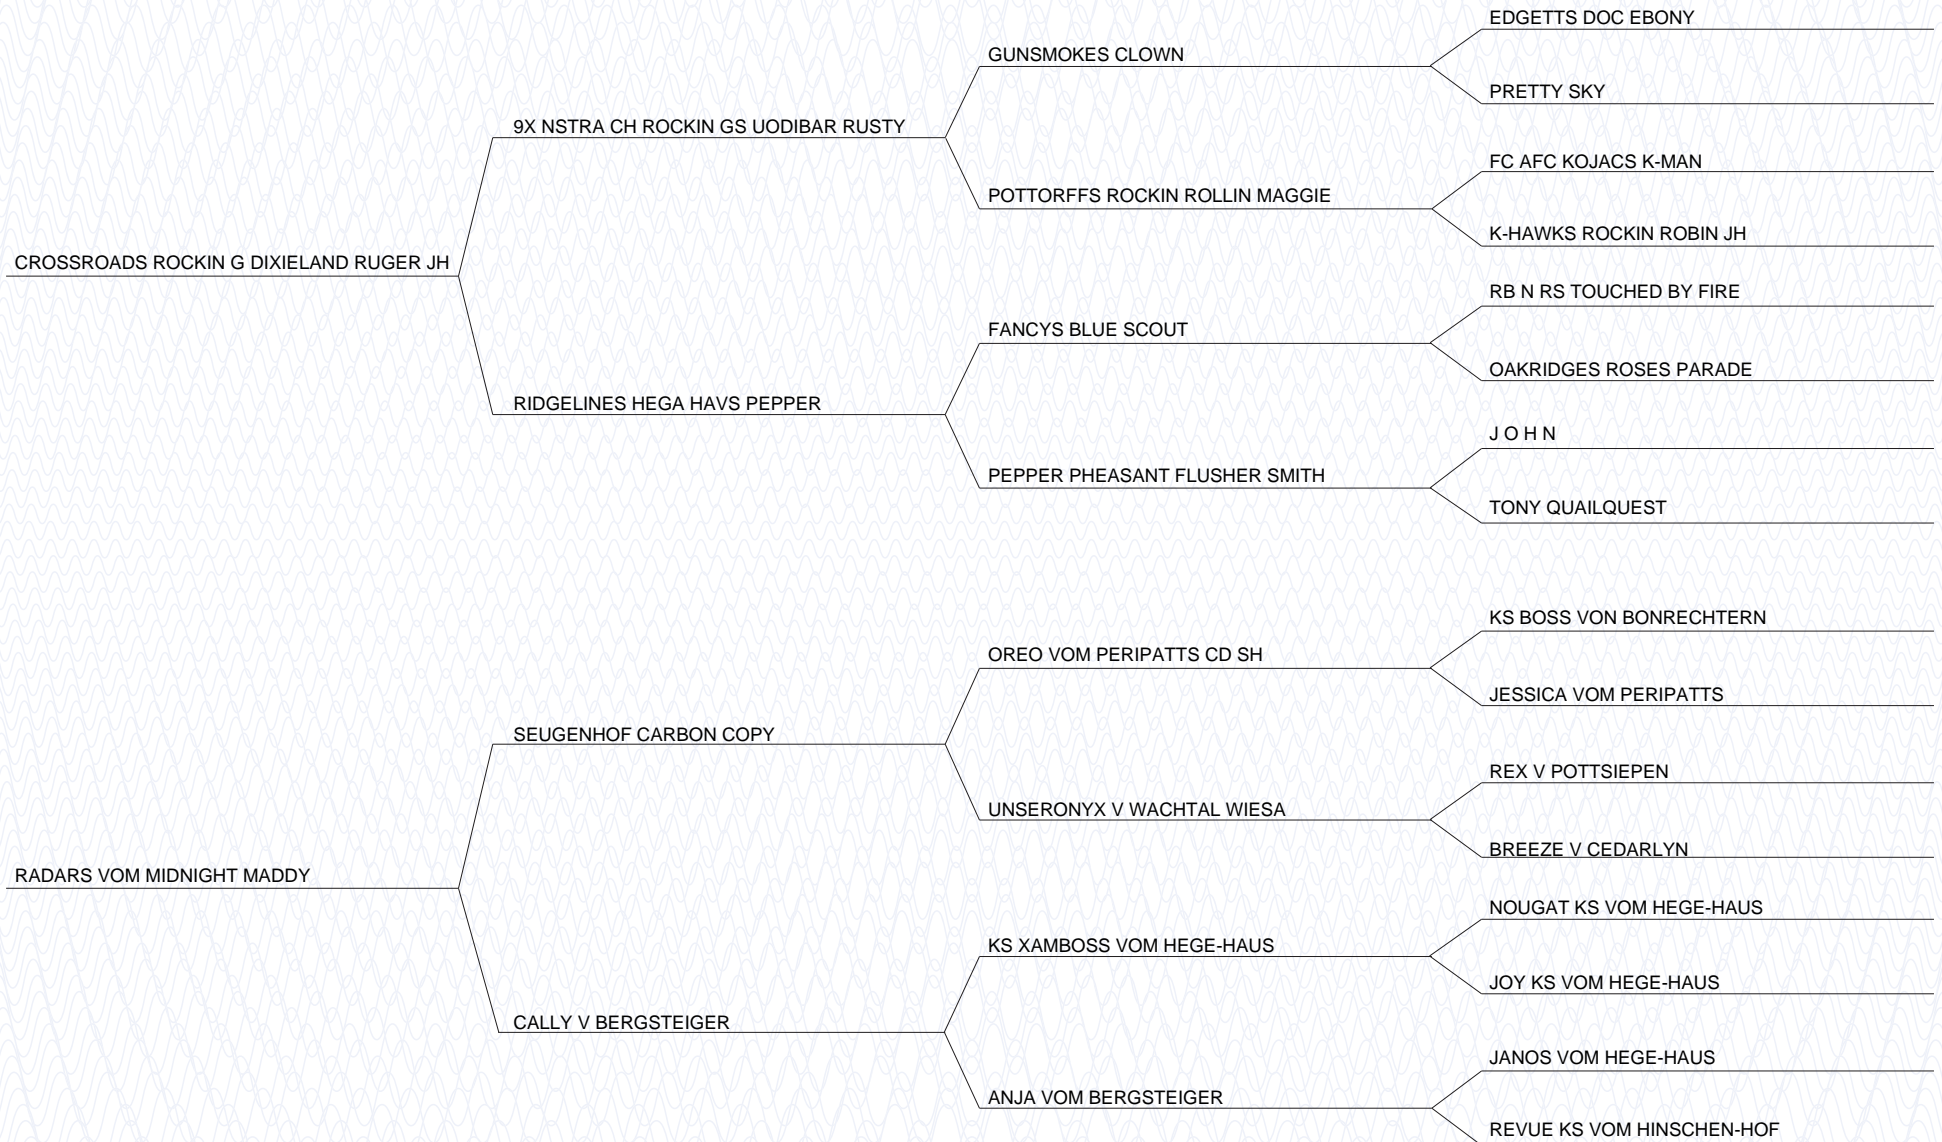 EDGETTS DOC EBONY
GUNSMOKES CLOWN
PRETTY SKY
9X NSTRA CH ROCKIN GS UODIBAR RUSTY
FC AFC KOJACS K-MAN
POTTORFFS ROCKIN ROLLIN MAGGIE
K-HAWKS ROCKIN ROBIN JH
CROSSROADS ROCKIN G DIXIELAND RUGER JH
RB N RS TOUCHED BY FIRE
FANCYS BLUE SCOUT
OAKRIDGES ROSES PARADE
RIDGELINES HEGA HAVS PEPPER
J O H N
PEPPER PHEASANT FLUSHER SMITH
TONY QUAILQUEST
KS BOSS VON BONRECHTERN
OREO VOM PERIPATTS CD SH
JESSICA VOM PERIPATTS
SEUGENHOF CARBON COPY
REX V POTTSIEPEN
UNSERONYX V WACHTAL WIESA
BREEZE V CEDARLYN
RADARS VOM MIDNIGHT MADDY
NOUGAT KS VOM HEGE-HAUS
KS XAMBOSS VOM HEGE-HAUS
JOY KS VOM HEGE-HAUS
CALLY V BERGSTEIGER
JANOS VOM HEGE-HAUS
ANJA VOM BERGSTEIGER
REVUE KS VOM HINSCHEN-HOF